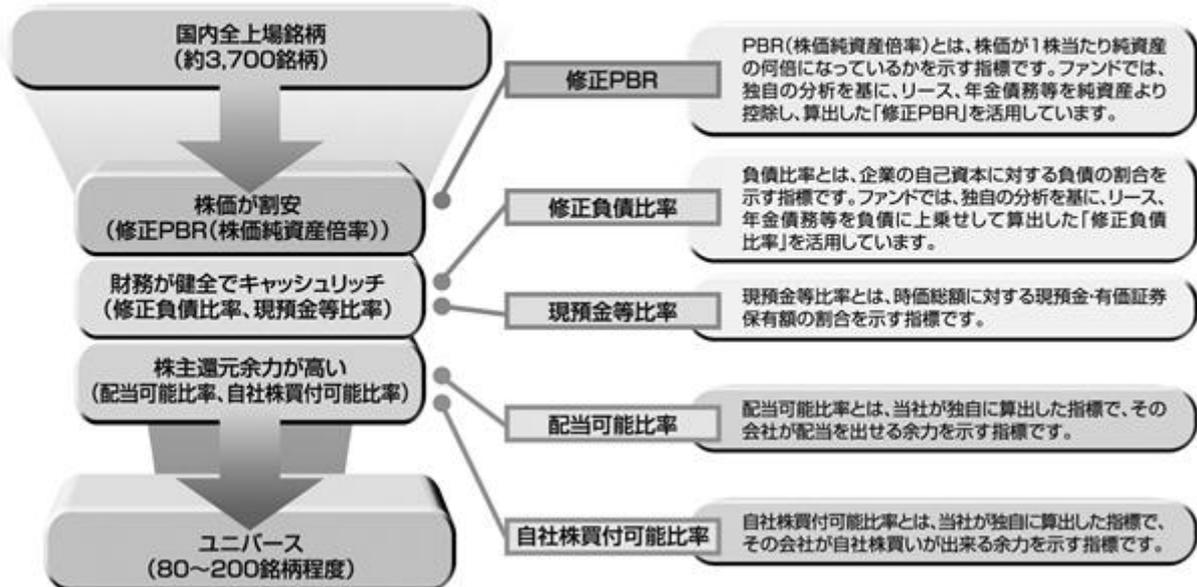 国内全上場銘柄
(約3,700銘柄)
株価が割安
(修正PBR(株価純資産倍率))
財務が健全でキャッシュリッチ
(修正負債比率、現預金等比率)
株主還元余力が高い
(配当可能比率、自社株買付可能比率)
ユニバース
(80〜200銘柄程度)
修正PBR
PBR(株価純資産倍率)とは、株価が1株当たり純資産
の何倍になっているかを示す指標です。ファンドでは、
独自の分析を基に、リース、年金債務等を純資産より
控除し、算出した「修正PBR」を活用しています。
修正負債比率
負債比率とは、企業の自己資本に対する負債の割合を
示す指標です。ファンドでは、独自の分析を基に、リース、
年金債務等を負債に上乗せして算出した「修正負債
比率」を活用しています。
現預金等比率
現預金等比率とは、時価総額に対する現預金・有価証券
保有額の割合を示す指標です。
配当可能比率
配当可能比率とは、当社が独自に算出した指標で、その
会社が配当を出せる余力を示す指標です。
自社株買付可能比率
自社株買付可能比率とは、当社が独自に算出した指標で、
その会社が自社株買いが出来る余力を示す指標です。